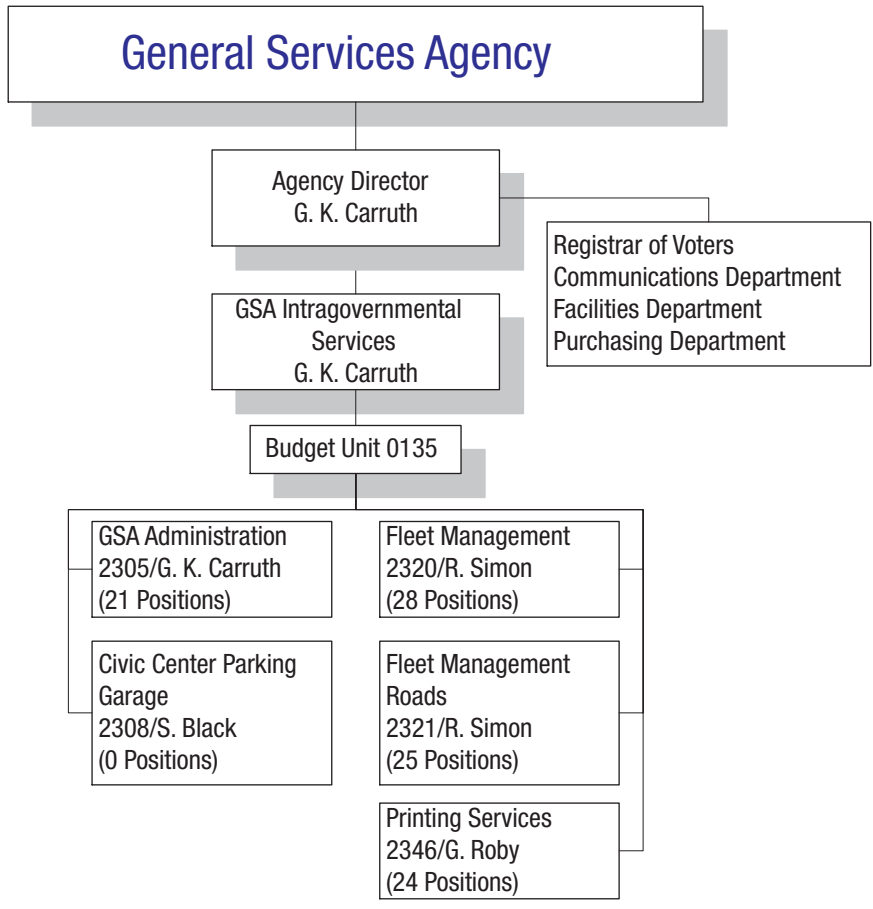 General Services Agency
Agency Director
G. K. Carruth
Registrar of Voters
Communications Department
Facilities Department
Purchasing Department
GSA Intragovernmental
Services
G. K. Carruth
Budget Unit 0135
GSA Administration
2305/G. K. Carruth
(21 Positions)
Civic Center Parking
Garage
2308/S. Black
(0 Positions)
Fleet Management
2320/R. Simon
(28 Positions)
Fleet Management
Roads
2321/R. Simon
(25 Positions)
Printing Services
2346/G. Roby
(24 Positions)